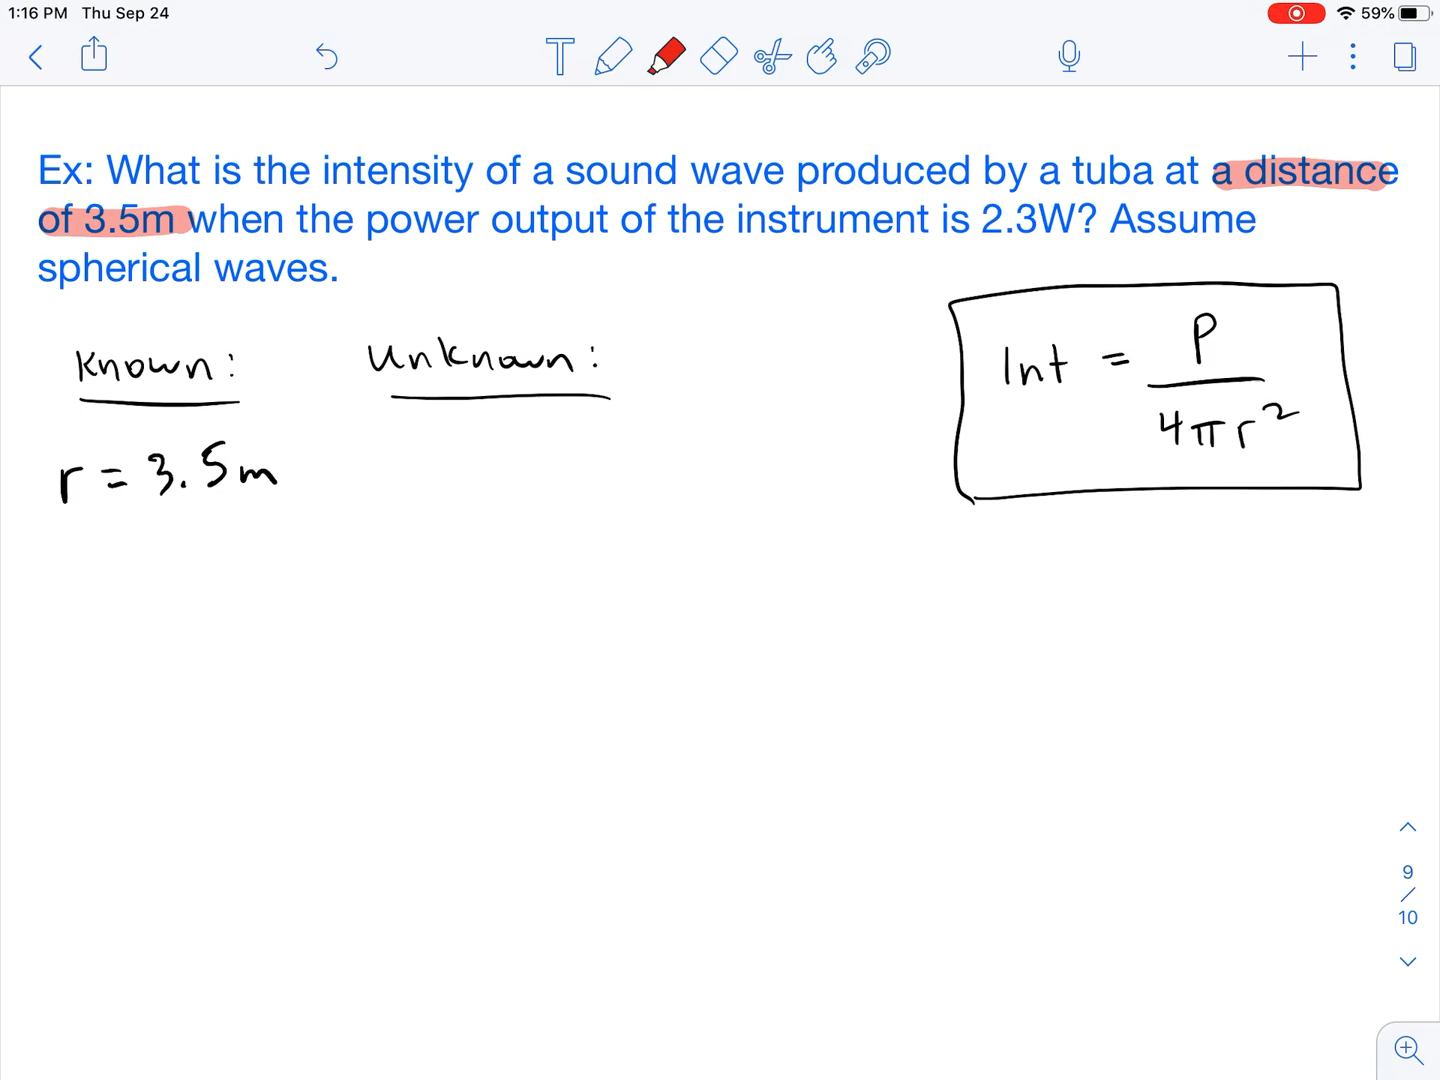 1:16 PM Thu Sep 24
59%
T
Ex: What is the intensity of a sound wave produced by a tuba at a distance
of 3.5m when the power output of the instrument is 2.3W? Assume
spherical waves.
Known: Unknown:
r = 3.5m
Int = P / 4πr²
9
/
10